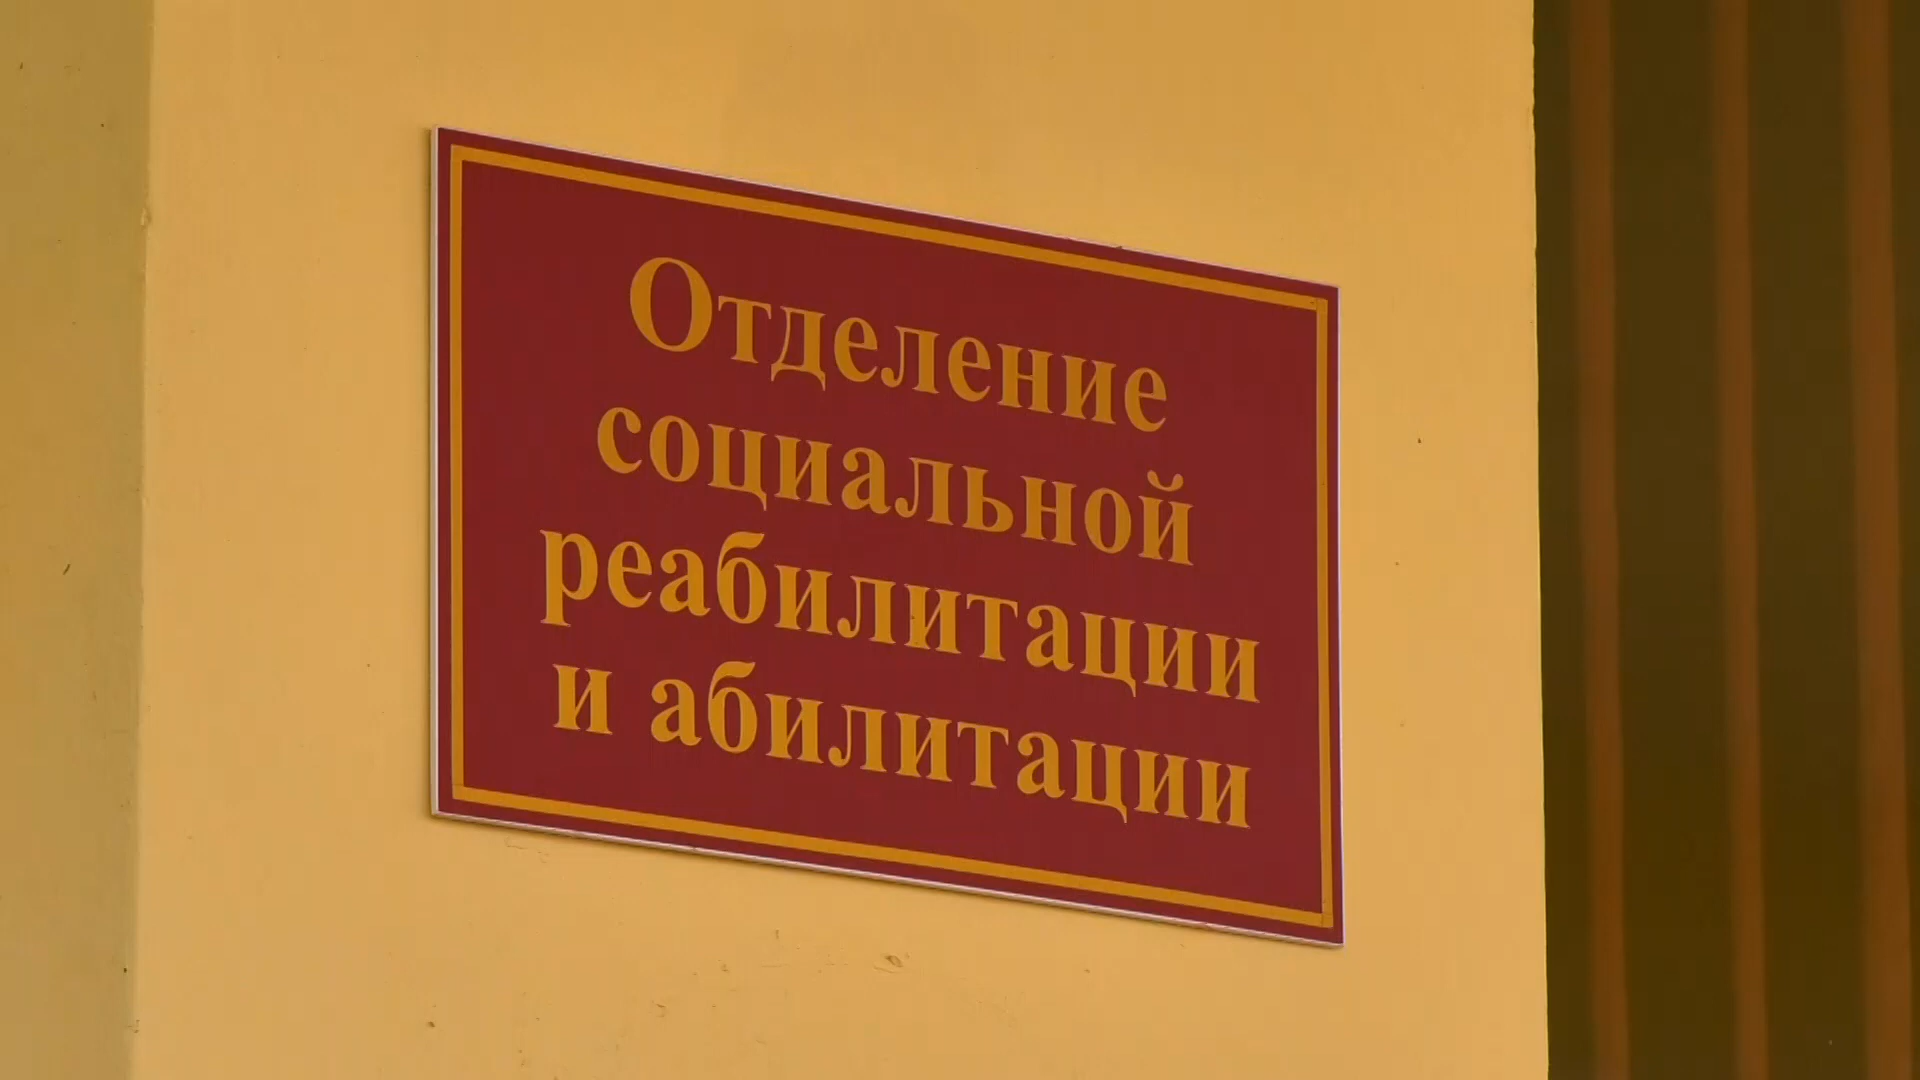 Отделение
социальной
реабилитации
и абилитации